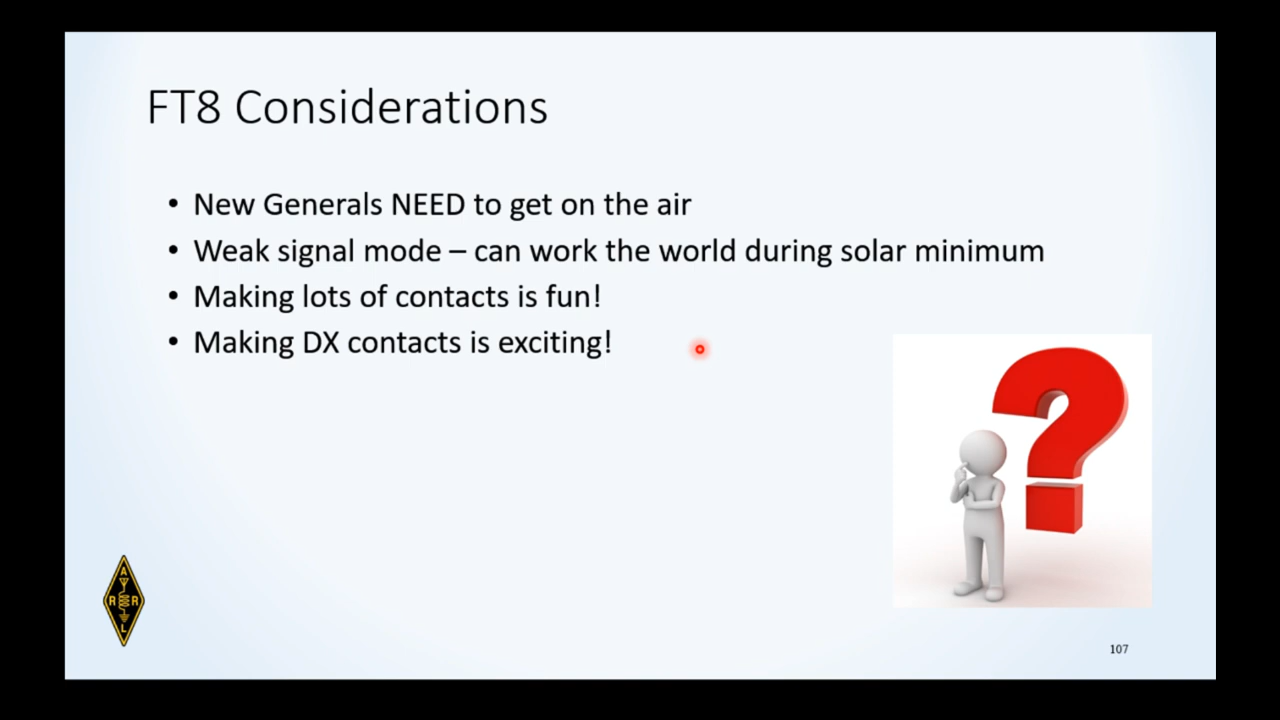 FT8 Considerations
• New Generals NEED to get on the air
• Weak signal mode – can work the world during solar minimum
• Making lots of contacts is fun!
• Making DX contacts is exciting!
?
A
R R
L
107